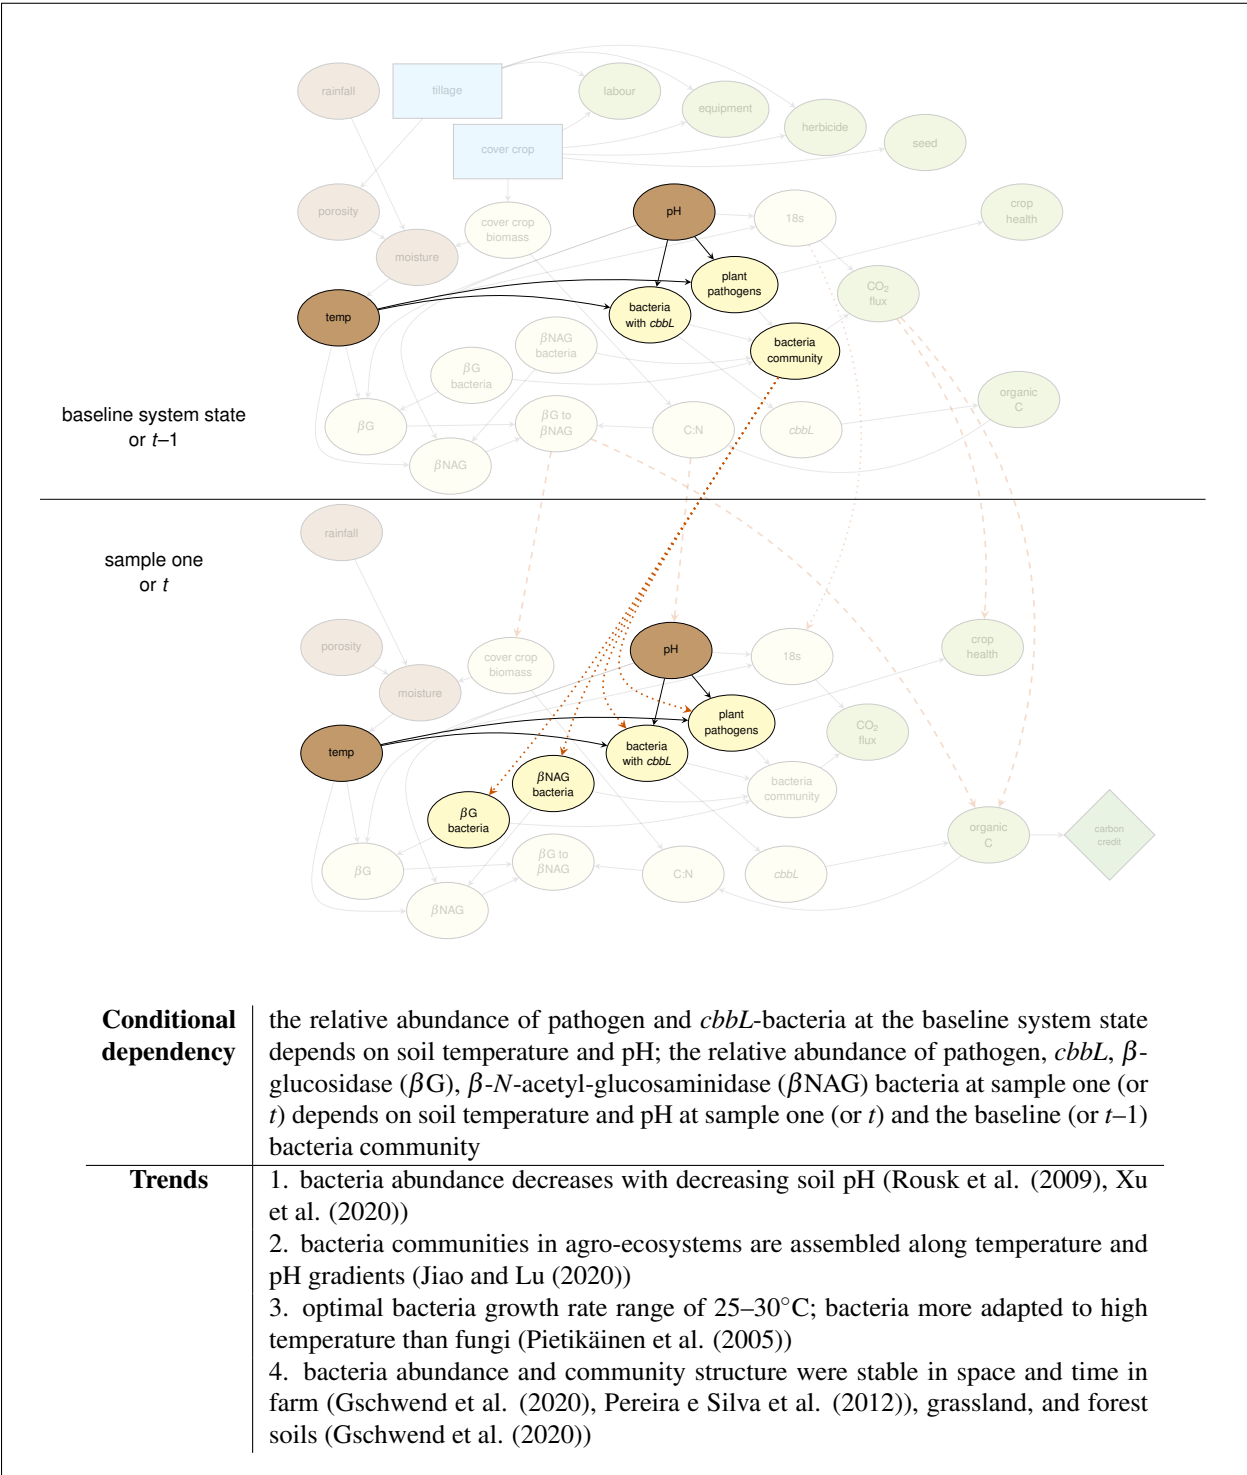 rainfall
tillage
labour
equipment
herbicide
cover crop
seed
porosity
cover crop
biomass
pH
18s
crop
health
moisture
plant
pathogens
CO₂
flux
temp
bacteria
with cbbL
βNAG
bacteria
bacteria
community
βG
bacteria
organic
C
baseline system state
or t–1
βG
βG to
βNAG
C:N
cbbL
βNAG
rainfall
sample one
or t
porosity
cover crop
biomass
pH
18s
crop
health
moisture
plant
pathogens
CO₂
flux
temp
bacteria
with cbbL
βNAG
bacteria
bacteria
community
βG
bacteria
organic
C
carbon
credit
βG
βG to
βNAG
C:N
cbbL
βNAG
Conditional dependency
the relative abundance of pathogen and cbbL-bacteria at the baseline system state
depends on soil temperature and pH; the relative abundance of pathogen, cbbL, β-
glucosidase (βG), β-N-acetyl-glucosaminidase (βNAG) bacteria at sample one (or
t) depends on soil temperature and pH at sample one (or t) and the baseline (or t–1)
bacteria community
Trends
1. bacteria abundance decreases with decreasing soil pH (Rousk et al. (2009), Xu
et al. (2020))
2. bacteria communities in agro-ecosystems are assembled along temperature and
pH gradients (Jiao and Lu (2020))
3. optimal bacteria growth rate range of 25–30°C; bacteria more adapted to high
temperature than fungi (Pietikäinen et al. (2005))
4. bacteria abundance and community structure were stable in space and time in
farm (Gschwend et al. (2020), Pereira e Silva et al. (2012)), grassland, and forest
soils (Gschwend et al. (2020))